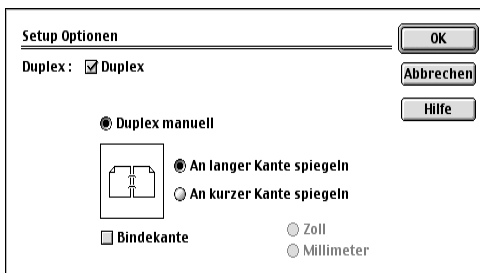 Setup Optionen
OK
Duplex : Duplex
Abbrechen
Hilfe
Duplex manuell
An langer Kante spiegeln
An kurzer Kante spiegeln
Bindekante
Zoll
Millimeter